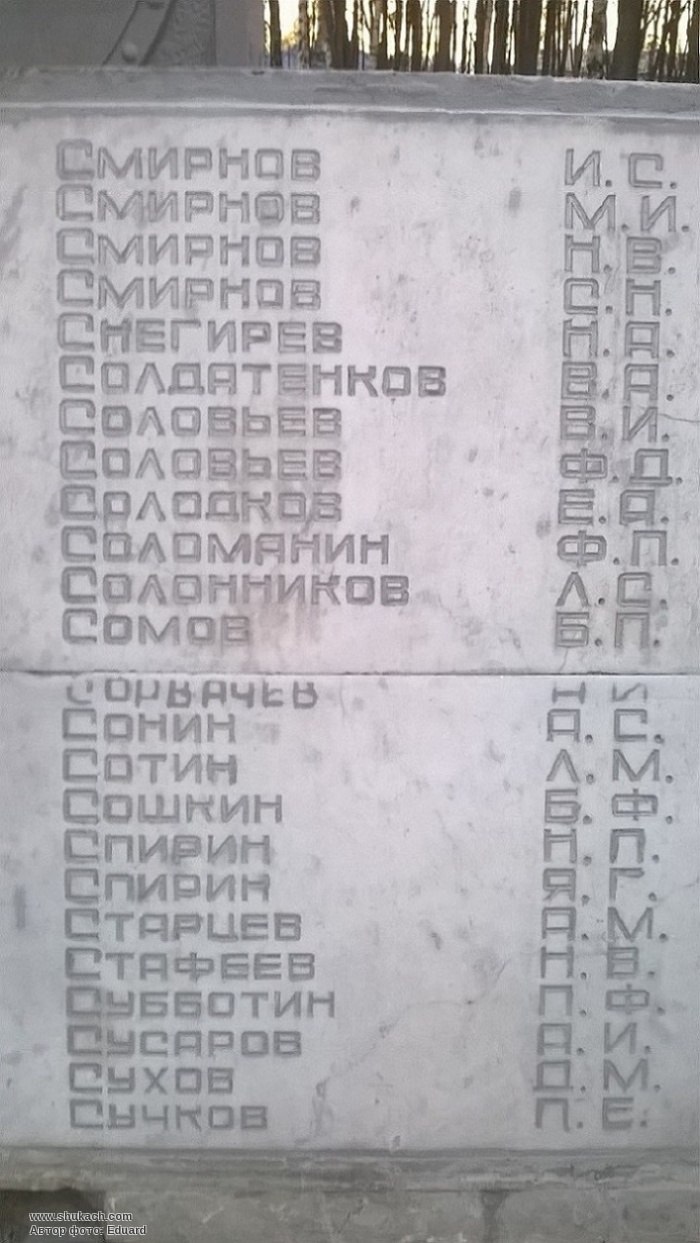 Смирнов И. С.
Смирнов М. И.
Смирнов Н. В.
Смирнов С. Н.
Снегирев Н. А.
Солдатенков В. А.
Соловьев В. И.
Соловьев Ф. Д.
Солодков Е. Я.
Соломанин Ф. П.
Солонников Л. С.
Сомов Б. П.
Н И
Сонин А. С.
Сотин Л. М.
Сошкин Б. Ф.
Спирин Н. П.
Спирин Я. Г.
Старцев А. М.
Стафеев Н. В.
Субботин П. Ф.
Сусаров А. И.
Сухов Д. М.
Сучков П. Е.
www.shukach.com
Автор фото: Eduard